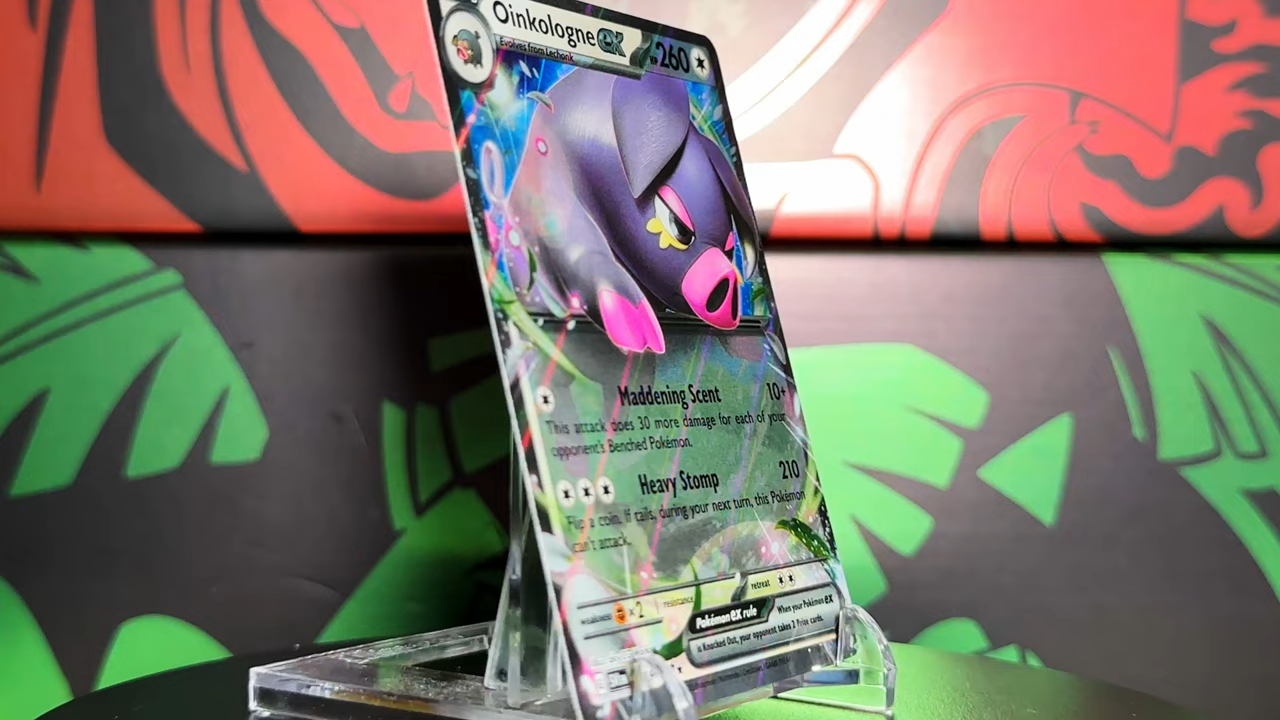 Oinkologne ex HP 260
Evolves from Lechonk
Maddening Scent 10+
This attack does 30 more damage for each of your
opponent's Benched Pokémon.
Heavy Stomp 210
Flip a coin. If tails, during your next turn, this Pokémon
can't attack.
weakness ×2 resistance retreat
Pokémon ex rule When your Pokémon ex
is Knocked Out, your opponent takes 2 Prize cards.